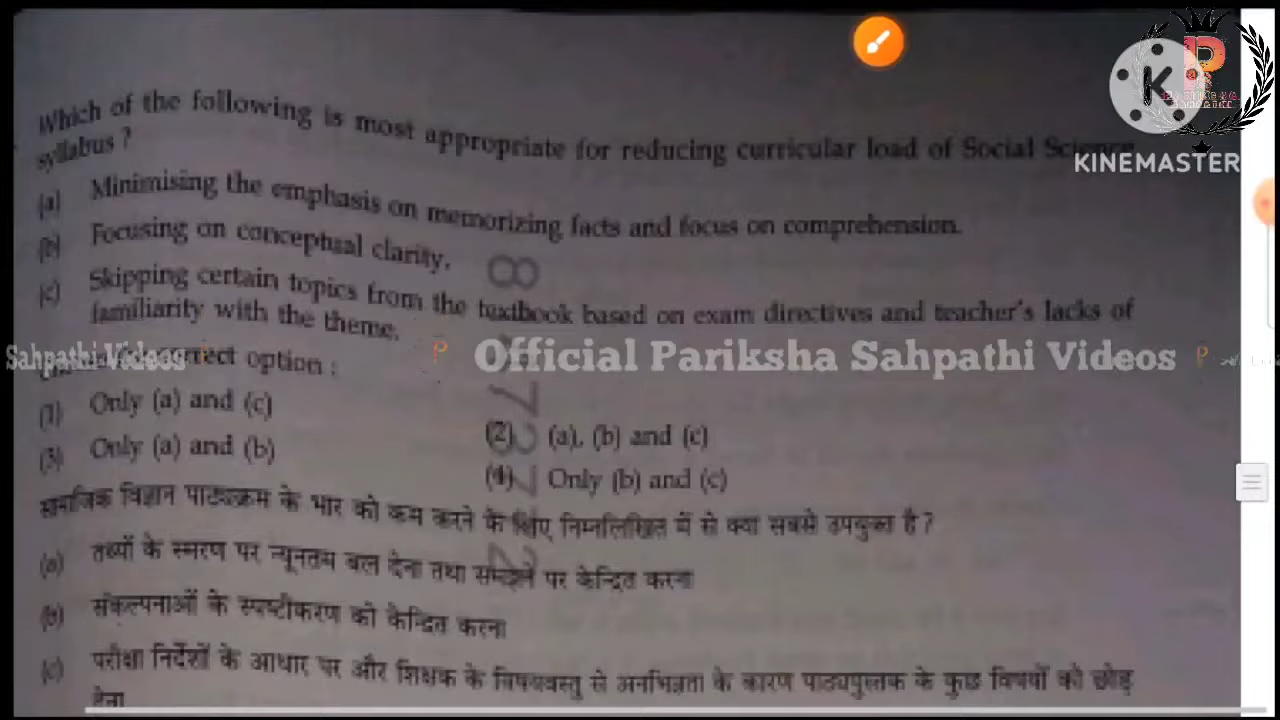 KINEMASTER
Which of the following is most appropriate for reducing curricular load of Social Science
syllabus ?
(a) Minimising the emphasis on memorizing facts and focus on comprehension.
(b) Focusing on conceptual clarity.
(c) Skipping certain topics from the textbook based on exam directives and teacher's lacks of
familiarity with the theme.
Sahpathi Videos Official Pariksha Sahpathi Videos
correct option :
(1) Only (a) and (c)
(2) (a), (b) and (c)
(3) Only (a) and (b)
(4) Only (b) and (c)
सामाजिक विज्ञान पाठ्यक्रम के भार को कम करने के लिए निम्नलिखित में से क्या सबसे उपयुक्त है ?
(a) तथ्यों के स्मरण पर न्यूनतम बल देना तथा समझने पर केन्द्रित करना
(b) संकल्पनाओं के स्पष्टीकरण को केन्द्रित करना
(c) परीक्षा निर्देशों के आधार पर और शिक्षक के विषयवस्तु से अनभिज्ञता के कारण पाठ्यपुस्तक के कुछ विषयों को छोड़
देना